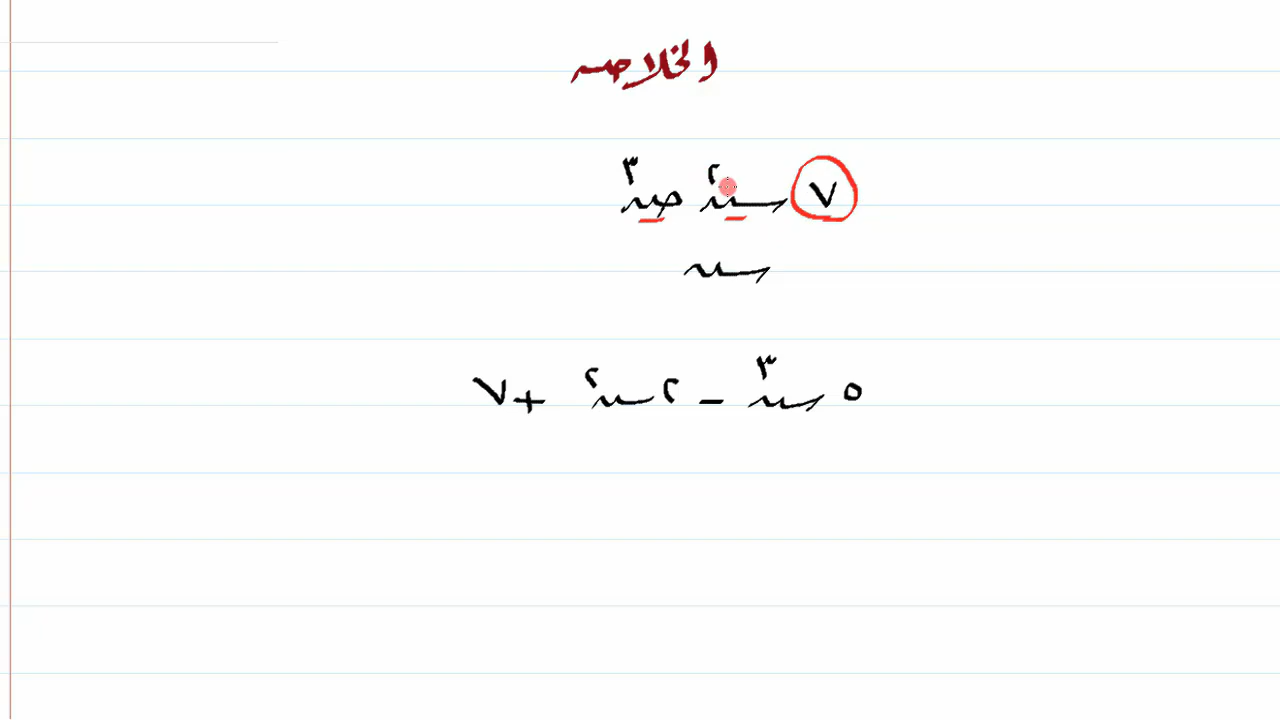 الخلاصه
٧ س٢ ص٣
س
٥ س٣ - ٢ س٢ + ٧